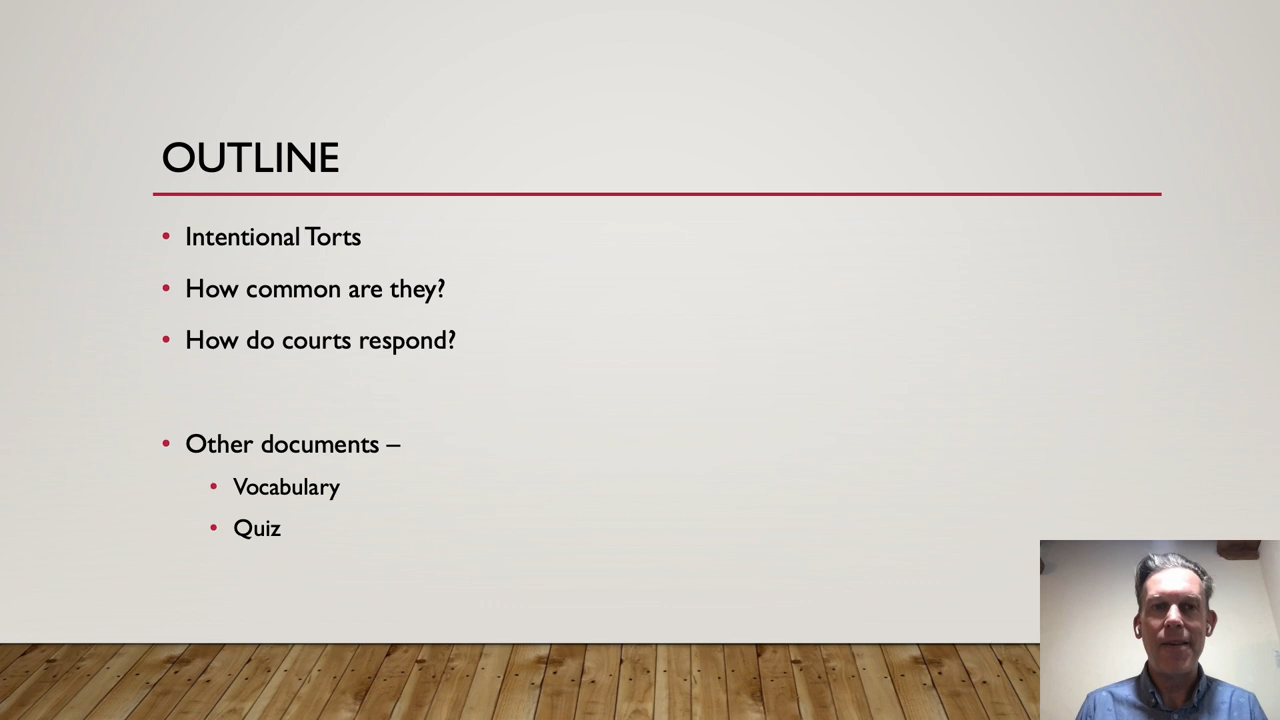 OUTLINE
• Intentional Torts
• How common are they?
• How do courts respond?
• Other documents –
• Vocabulary
• Quiz